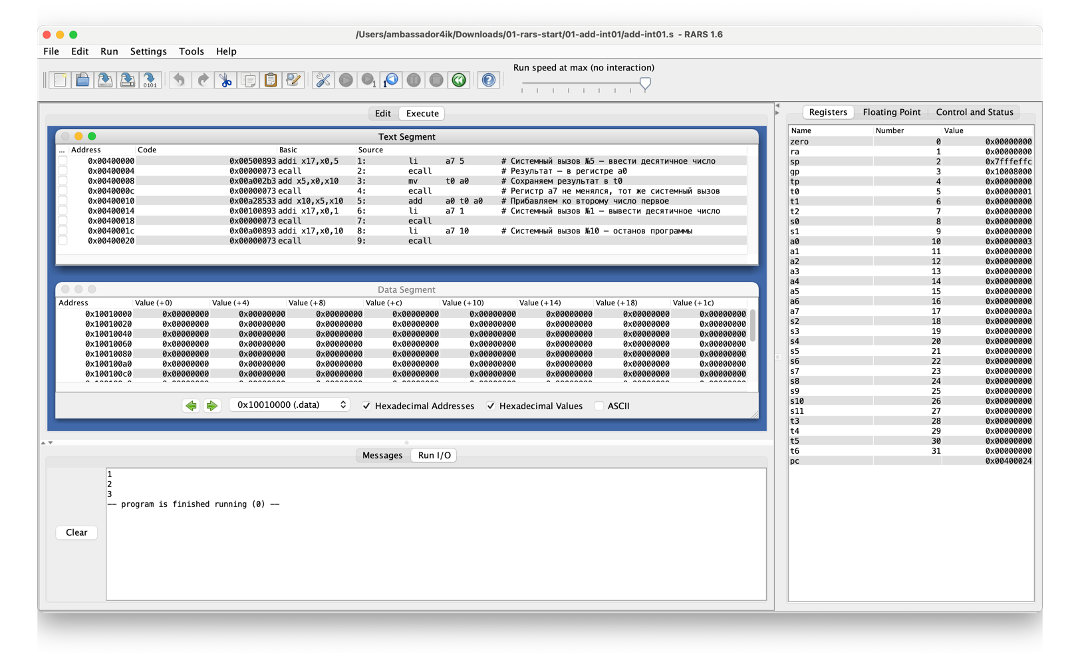 /Users/ambassador4ik/Downloads/01-rars-start/01-add-int01/add-int01.s - RARS 1.6
File Edit Run Settings Tools Help
Run speed at max (no interaction)
Edit Execute
Text Segment
... Address Code Basic Source
0x00400000 0x00500893 addi x17,x0,5 1: li a7 5 # Системный вызов №5 — ввести десятичное число
0x00400004 0x00000073 ecall 2: ecall # Результат — в регистре a0
0x00400008 0x00a002b3 add x5,x0,x10 3: mv t0 a0 # Сохраняем результат в t0
0x0040000c 0x00000073 ecall 4: ecall # Регистр a7 не менялся, тот же системный вызов
0x00400010 0x00a28533 add x10,x5,x10 5: add a0 t0 a0 # Прибавляем ко второму число первое
0x00400014 0x00100893 addi x17,x0,1 6: li a7 1 # Системный вызов №1 — вывести десятичное число
0x00400018 0x00000073 ecall 7: ecall
0x0040001c 0x00a00893 addi x17,x0,10 8: li a7 10 # Системный вызов №10 — останов программы
0x00400020 0x00000073 ecall 9: ecall
Data Segment
Address Value (+0) Value (+4) Value (+8) Value (+c) Value (+10) Value (+14) Value (+18) Value (+1c)
0x10010000 0x00000000 0x00000000 0x00000000 0x00000000 0x00000000 0x00000000 0x00000000 0x00000000
0x10010020 0x00000000 0x00000000 0x00000000 0x00000000 0x00000000 0x00000000 0x00000000 0x00000000
0x10010040 0x00000000 0x00000000 0x00000000 0x00000000 0x00000000 0x00000000 0x00000000 0x00000000
0x10010060 0x00000000 0x00000000 0x00000000 0x00000000 0x00000000 0x00000000 0x00000000 0x00000000
0x10010080 0x00000000 0x00000000 0x00000000 0x00000000 0x00000000 0x00000000 0x00000000 0x00000000
0x100100a0 0x00000000 0x00000000 0x00000000 0x00000000 0x00000000 0x00000000 0x00000000 0x00000000
0x100100c0 0x00000000 0x00000000 0x00000000 0x00000000 0x00000000 0x00000000 0x00000000 0x00000000
0x10010000 (.data) Hexadecimal Addresses Hexadecimal Values ASCII
Messages Run I/O
1
2
3
-- program is finished running (0) --
Clear
Registers Floating Point Control and Status
Name Number Value
zero 0 0x00000000
ra 1 0x00000000
sp 2 0x7fffeffc
gp 3 0x10008000
tp 4 0x00000000
t0 5 0x00000001
t1 6 0x00000000
t2 7 0x00000000
s0 8 0x00000000
s1 9 0x00000000
a0 10 0x00000003
a1 11 0x00000000
a2 12 0x00000000
a3 13 0x00000000
a4 14 0x00000000
a5 15 0x00000000
a6 16 0x00000000
a7 17 0x0000000a
s2 18 0x00000000
s3 19 0x00000000
s4 20 0x00000000
s5 21 0x00000000
s6 22 0x00000000
s7 23 0x00000000
s8 24 0x00000000
s9 25 0x00000000
s10 26 0x00000000
s11 27 0x00000000
t3 28 0x00000000
t4 29 0x00000000
t5 30 0x00000000
t6 31 0x00000000
pc 0x00400024